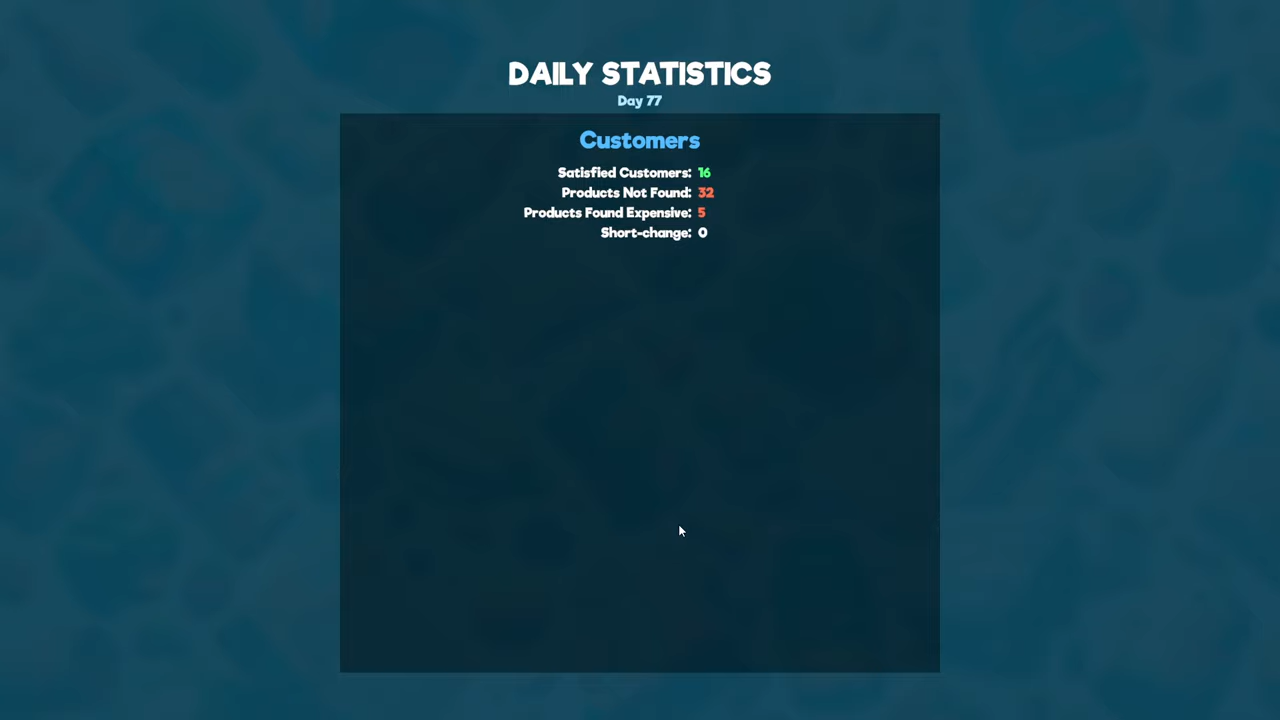 DAILY STATISTICS
Day 77
Customers
Satisfied Customers: 16
Products Not Found: 32
Products Found Expensive: 5
Short-change: 0